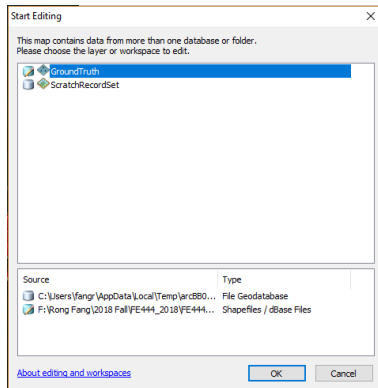 Start Editing
This map contains data from more than one database or folder.
Please choose the layer or workspace to edit.
GroundTruth
ScratchRecordSet
Source Type
C:\Users\fangr\AppData\Local\Temp\arcBB0... File Geodatabase
F:\Rong Fang\2018 Fall\FE444_2018\FE444... Shapefiles / dBase Files
About editing and workspaces OK Cancel